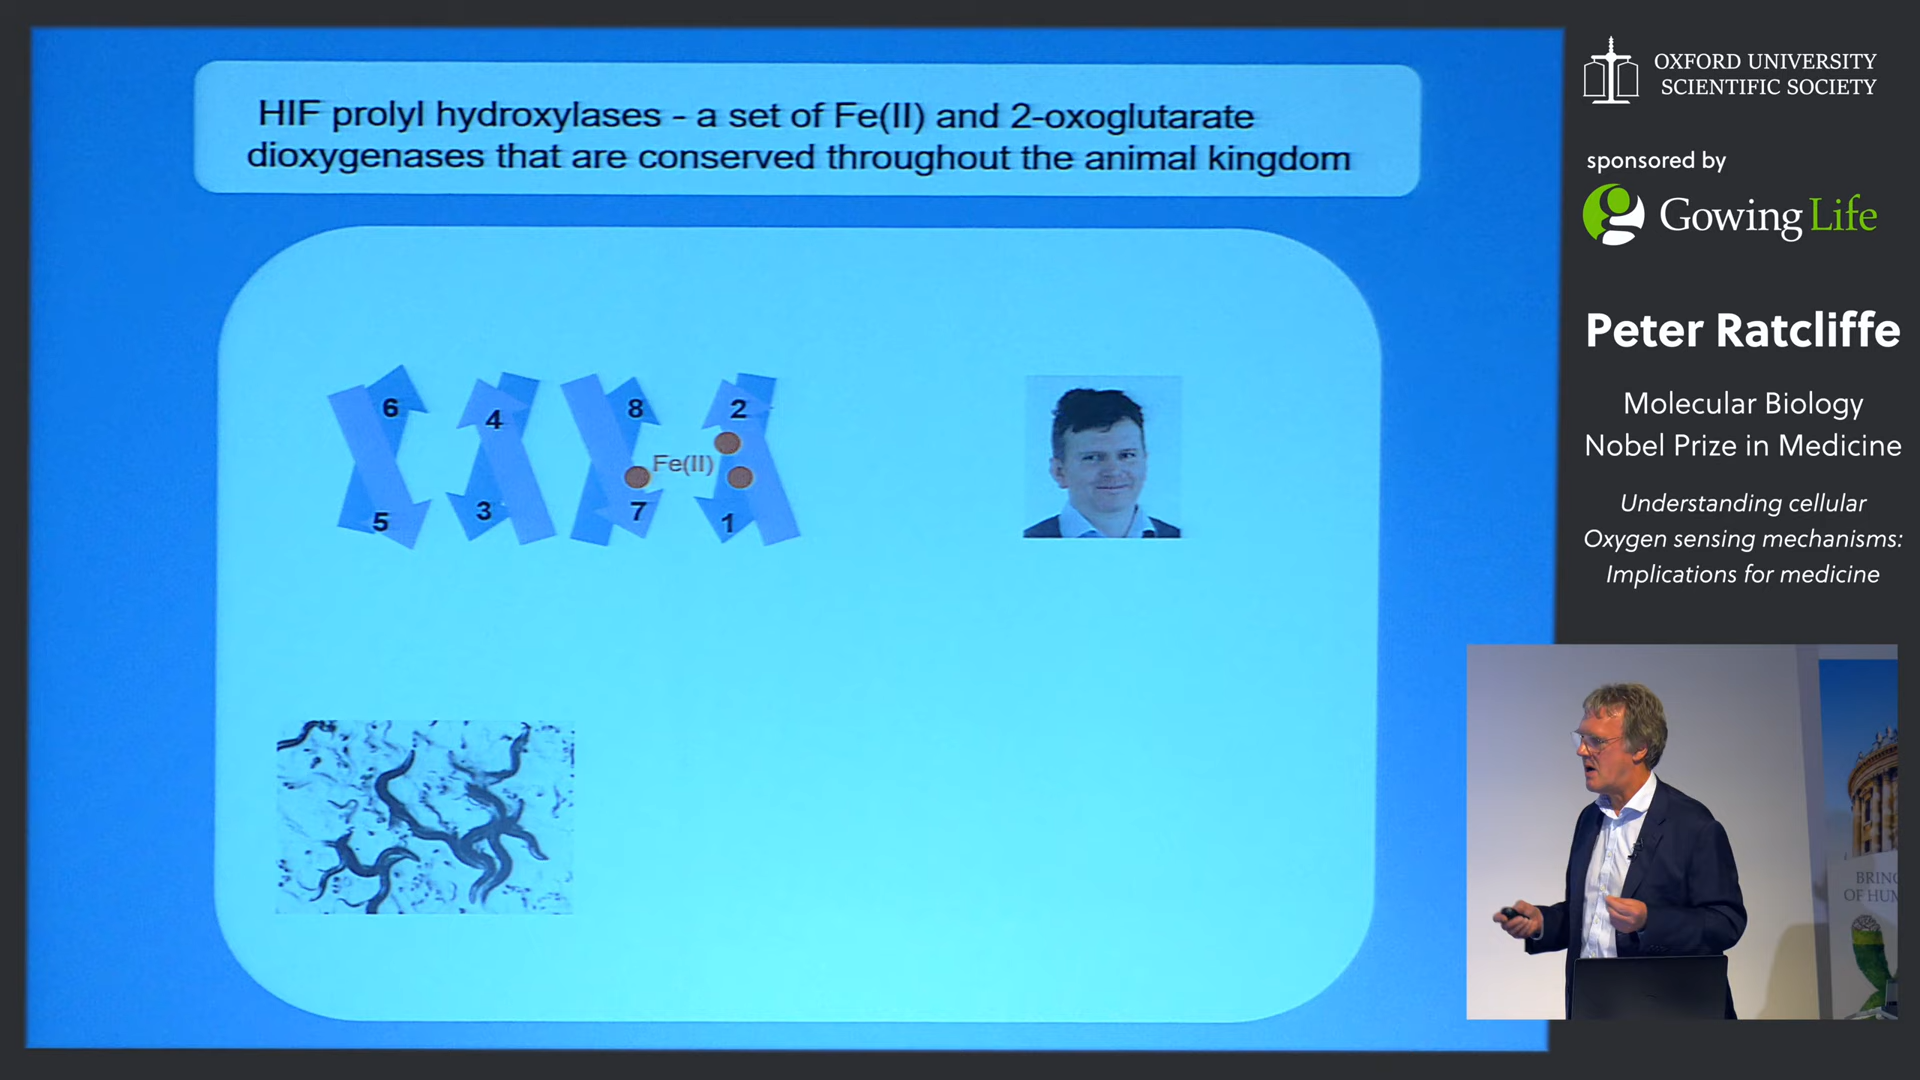 HIF prolyl hydroxylases - a set of Fe(II) and 2-oxoglutarate
dioxygenases that are conserved throughout the animal kingdom
6
4
8
2
Fe(II)
5
3
7
1
OXFORD UNIVERSITY
SCIENTIFIC SOCIETY
sponsored by
Gowing Life
Peter Ratcliffe
Molecular Biology
Nobel Prize in Medicine
Understanding cellular
Oxygen sensing mechanisms:
Implications for medicine